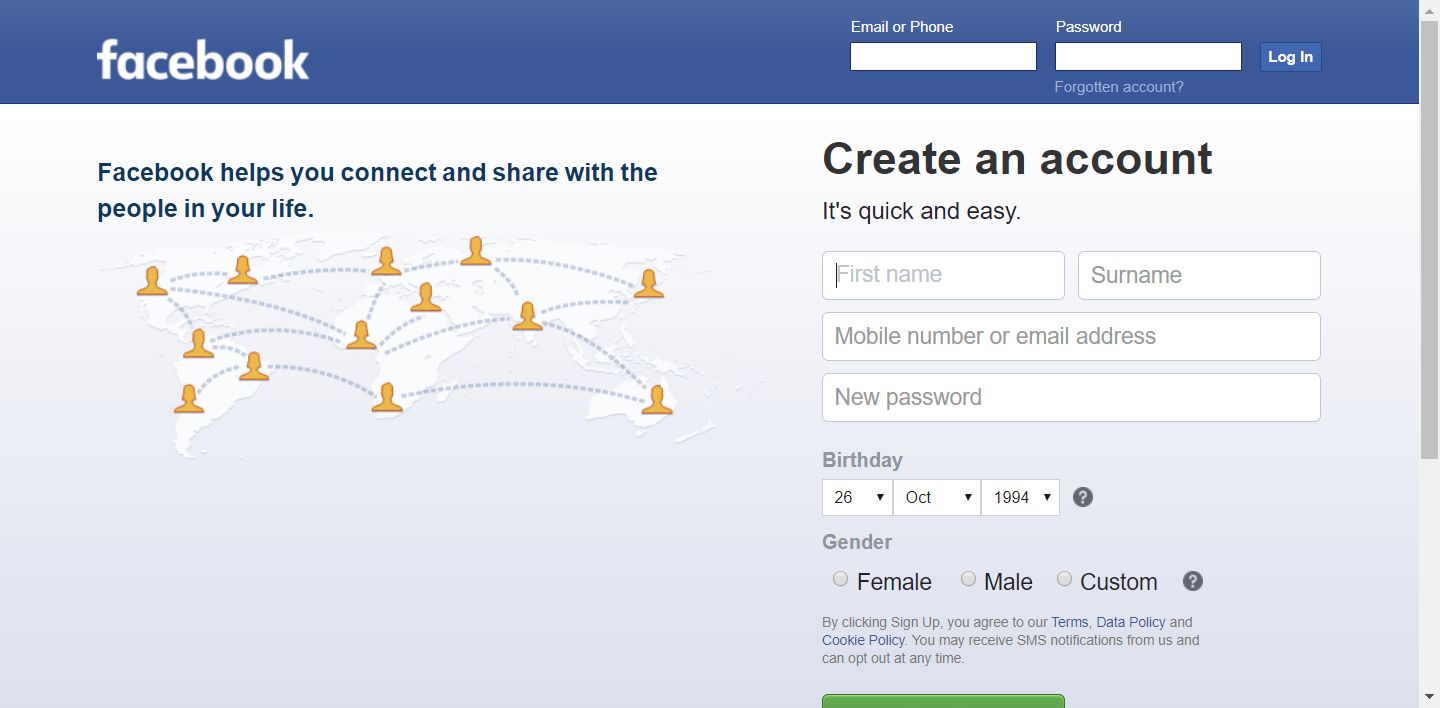 facebook
Email or Phone
Password
Log In
Forgotten account?
Facebook helps you connect and share with the
people in your life.
Create an account
It's quick and easy.
First name
Surname
Mobile number or email address
New password
Birthday
26
Oct
1994
?
Gender
Female
Male
Custom
?
By clicking Sign Up, you agree to our Terms, Data Policy and
Cookie Policy. You may receive SMS notifications from us and
can opt out at any time.